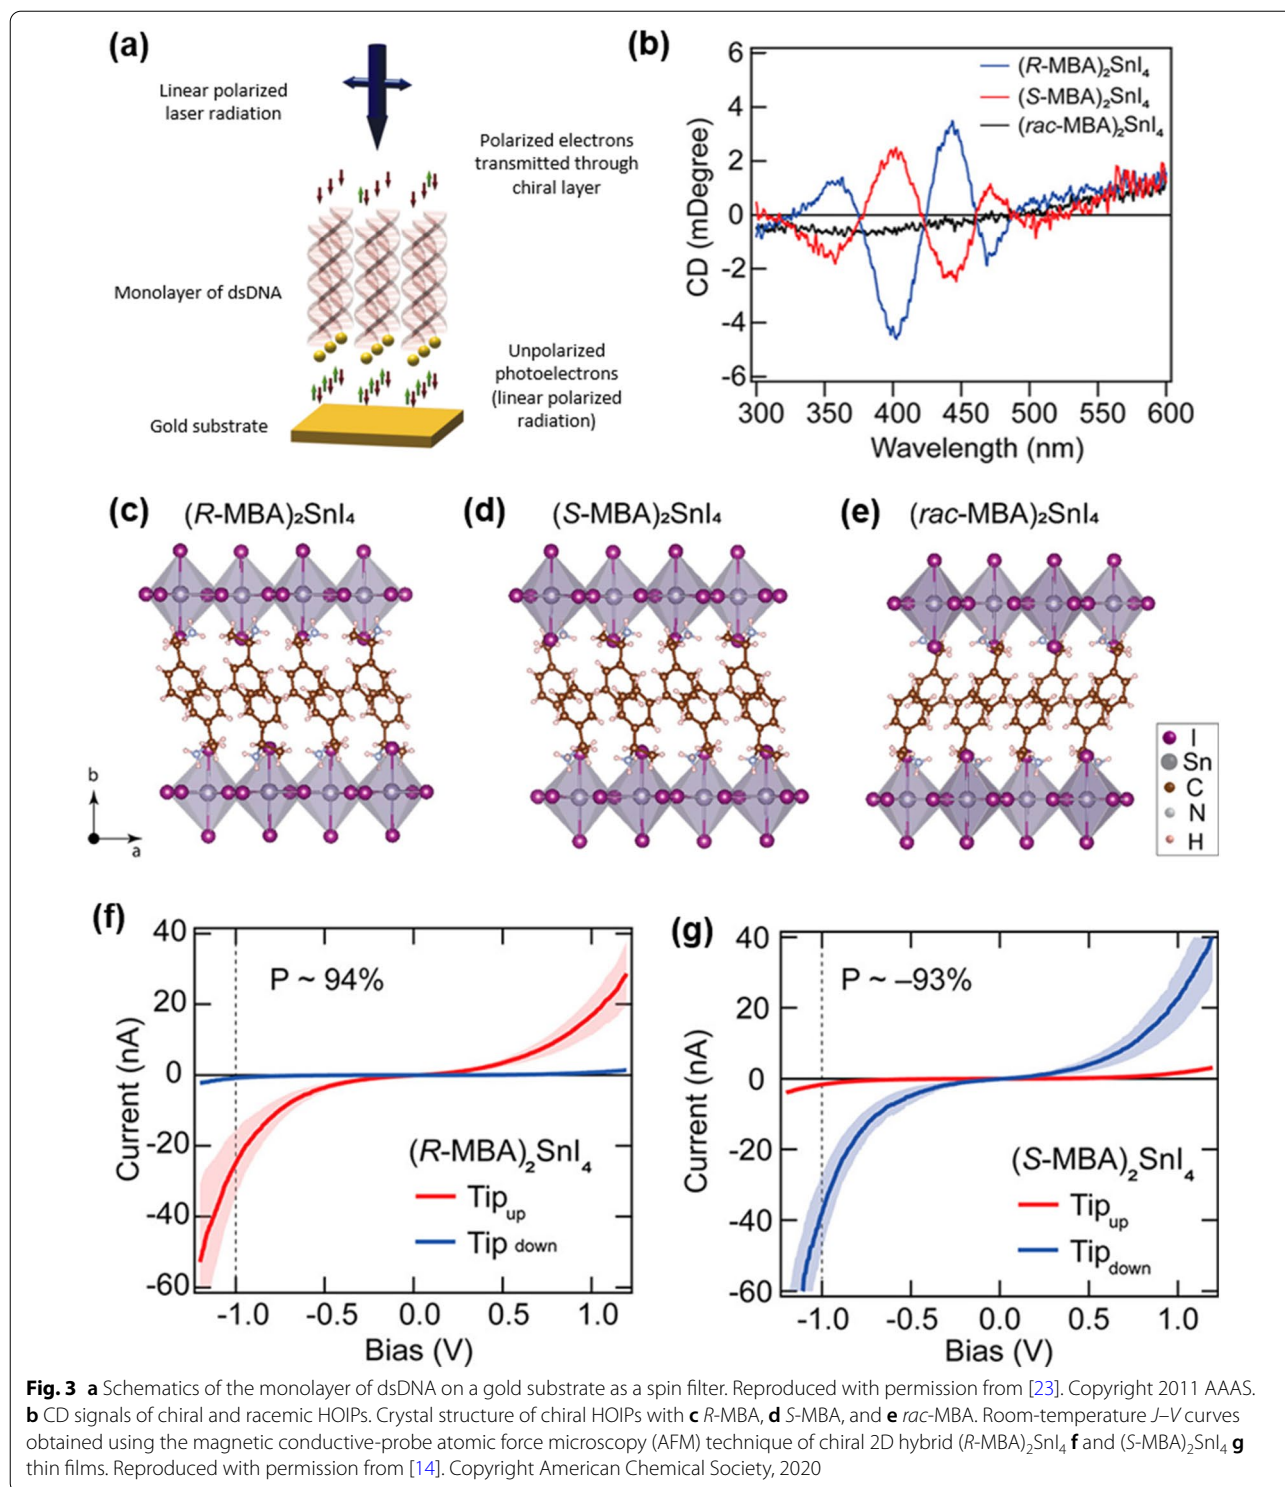 (a)
Linear polarized
laser radiation
Polarized electrons
transmitted through
chiral layer
Monolayer of dsDNA
Unpolarized
photoelectrons
(linear polarized
radiation)
Gold substrate
(b)
6
4
2
0
-2
-4
-6
CD (mDegree)
(R-MBA)₂SnI₄
(S-MBA)₂SnI₄
(rac-MBA)₂SnI₄
300 350 400 450 500 550 600
Wavelength (nm)
(c) (R-MBA)₂SnI₄
(d) (S-MBA)₂SnI₄
(e) (rac-MBA)₂SnI₄
b
a
I
Sn
C
N
H
(f)
40
20
0
-20
-40
-60
Current (nA)
P ~ 94%
(R-MBA)₂SnI₄
Tip up
Tip down
-1.0 -0.5 0.0 0.5 1.0
Bias (V)
(g)
40
20
0
-20
-40
-60
Current (nA)
P ~ –93%
(S-MBA)₂SnI₄
Tip up
Tip down
-1.0 -0.5 0.0 0.5 1.0
Bias (V)
Fig. 3 a Schematics of the monolayer of dsDNA on a gold substrate as a spin filter. Reproduced with permission from [23]. Copyright 2011 AAAS.
b CD signals of chiral and racemic HOIPs. Crystal structure of chiral HOIPs with c R-MBA, d S-MBA, and e rac-MBA. Room-temperature J–V curves
obtained using the magnetic conductive-probe atomic force microscopy (AFM) technique of chiral 2D hybrid (R-MBA)₂SnI₄ f and (S-MBA)₂SnI₄ g
thin films. Reproduced with permission from [14]. Copyright American Chemical Society, 2020